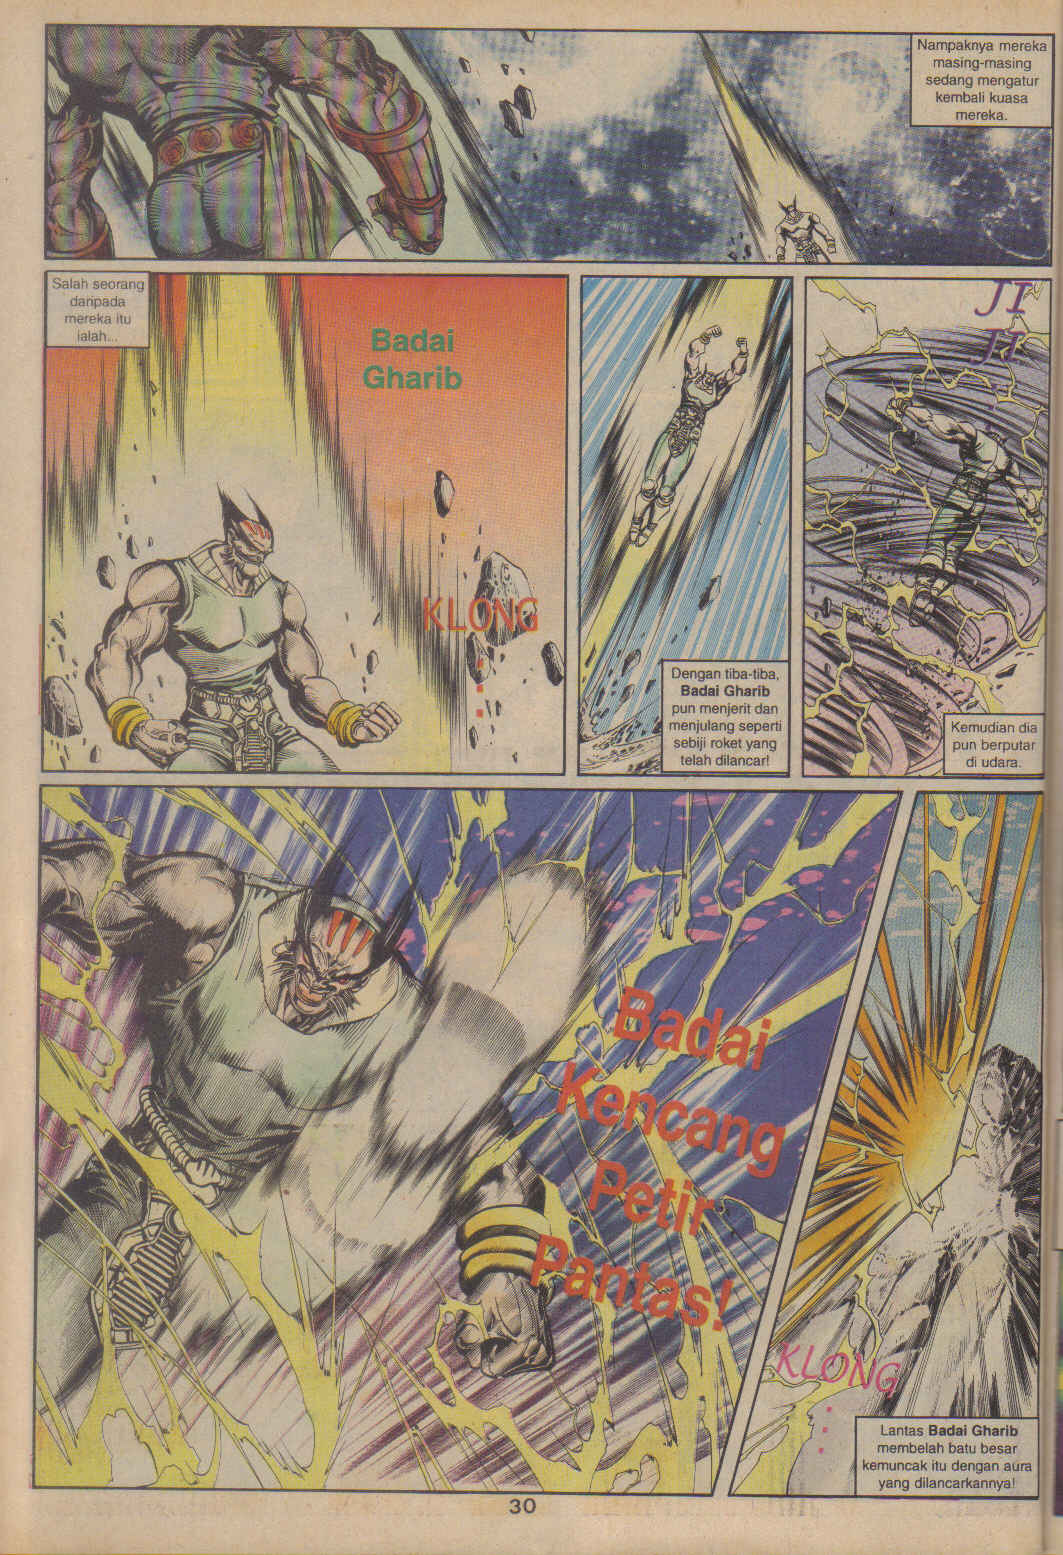 Nampaknya mereka
masing-masing
sedang mengatur
kembali kuasa
mereka.
Salah seorang
daripada
mereka itu
ialah...
Badai
Gharib
KLONG
Dengan tiba-tiba,
Badai Gharib
pun menjerit dan
menjulang seperti
sebiji roket yang
telah dilancar!
JI
JI
Kemudian dia
pun berputar
di udara.
Badai
Kencang
Petir
Pantas!
KLONG
Lantas Badai Gharib
membelah batu besar
kemuncak itu dengan aura
yang dilancarkannya!
30